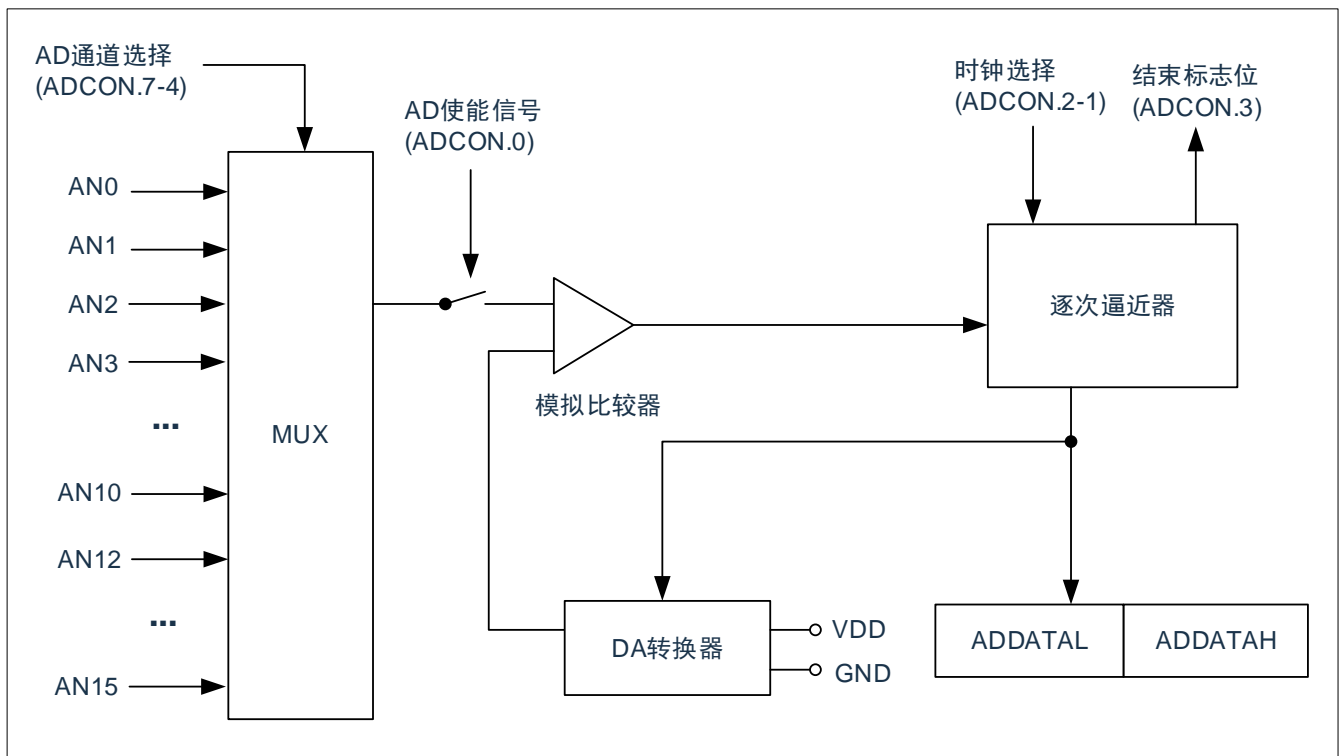 AD通道选择
(ADCON.7-4)
AD使能信号
(ADCON.0)
时钟选择
(ADCON.2-1)
结束标志位
(ADCON.3)
AN0
AN1
AN2
AN3
...
AN10
AN12
...
AN15
MUX
模拟比较器
逐次逼近器
DA转换器
VDD
GND
ADDATAL
ADDATAH